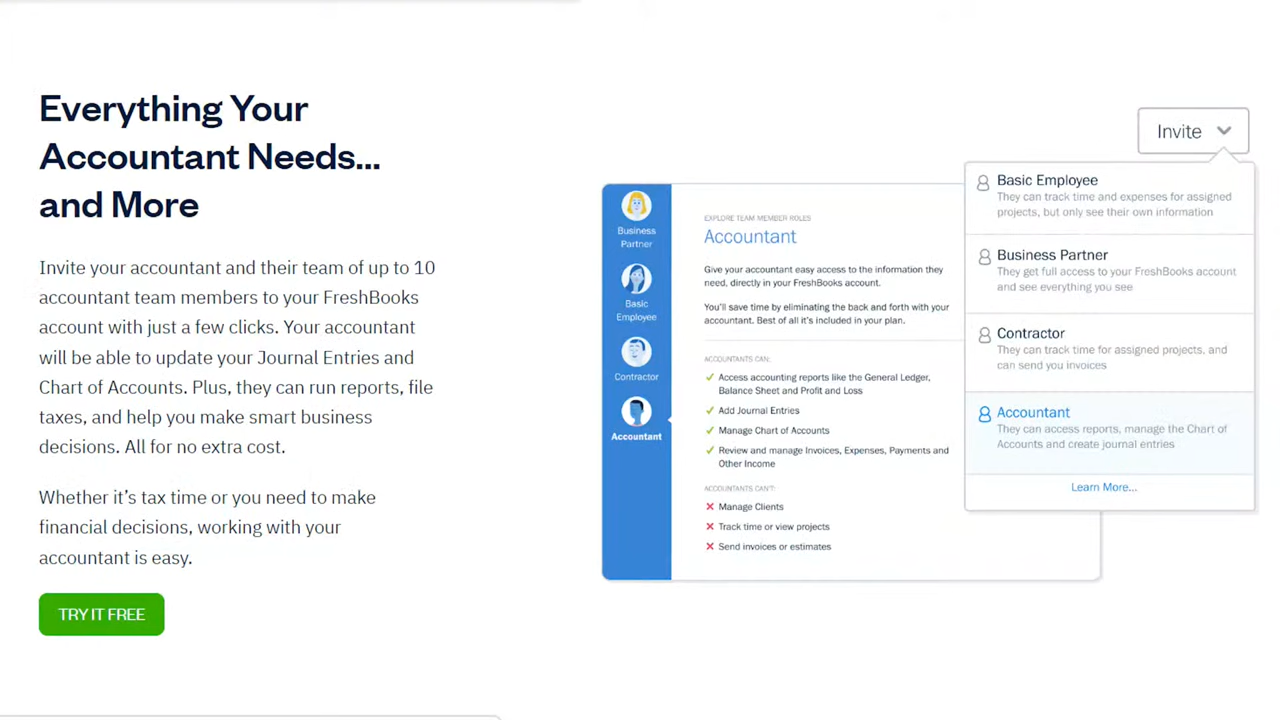 Everything Your
Accountant Needs...
and More
Invite your accountant and their team of up to 10
accountant team members to your FreshBooks
account with just a few clicks. Your accountant
will be able to update your Journal Entries and
Chart of Accounts. Plus, they can run reports, file
taxes, and help you make smart business
decisions. All for no extra cost.
Whether it's tax time or you need to make
financial decisions, working with your
accountant is easy.
TRY IT FREE
Business
Partner
Basic
Employee
Contractor
Accountant
EXPLORE TEAM MEMBER ROLES
Accountant
Give your accountant easy access to the information they
need, directly in your FreshBooks account.
You'll save time by eliminating the back and forth with your
accountant. Best of all it's included in your plan.
ACCOUNTANTS CAN:
Access accounting reports like the General Ledger,
Balance Sheet and Profit and Loss
Add Journal Entries
Manage Chart of Accounts
Review and manage Invoices, Expenses, Payments and
Other Income
ACCOUNTANTS CAN'T:
Manage Clients
Track time or view projects
Send invoices or estimates
Invite
Basic Employee
They can track time and expenses for assigned
projects, but only see their own information
Business Partner
They get full access to your FreshBooks account
and see everything you see
Contractor
They can track time for assigned projects, and
can send you invoices
Accountant
They can access reports, manage the Chart of
Accounts and create journal entries
Learn More...